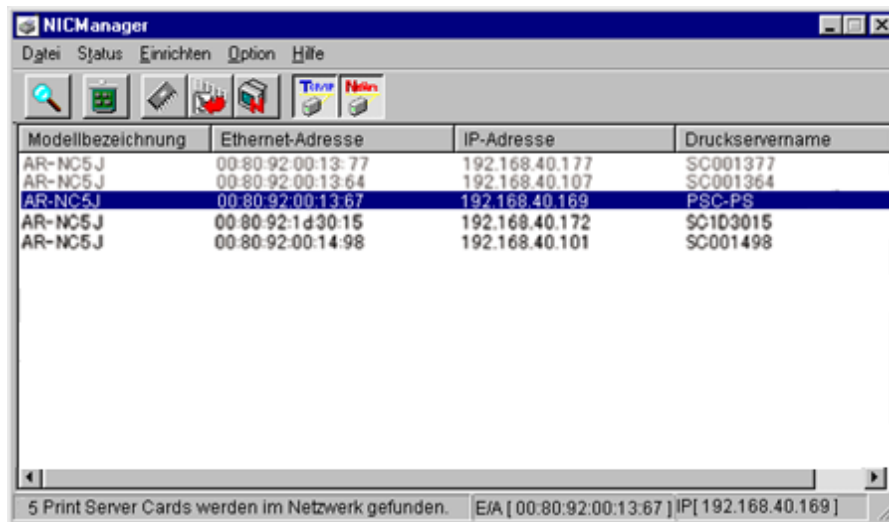 NICManager
Datei Status Einrichten Option Hilfe
Modellbezeichnung Ethernet-Adresse IP-Adresse Druckservername
AR-NC5J 00:80:92:00:13:77 192.168.40.177 SC001377
AR-NC5J 00:80:92:00:13:64 192.168.40.107 SC001364
AR-NC5J 00:80:92:00:13:67 192.168.40.169 PSC-PS
AR-NC5J 00:80:92:1d30:15 192.168.40.172 SC1D3015
AR-NC5J 00:80:92:00:14:98 192.168.40.101 SC001498
5 Print Server Cards werden im Netzwerk gefunden. E/A [ 00:80:92:00:13:67 ] IP[ 192.168.40.169 ]